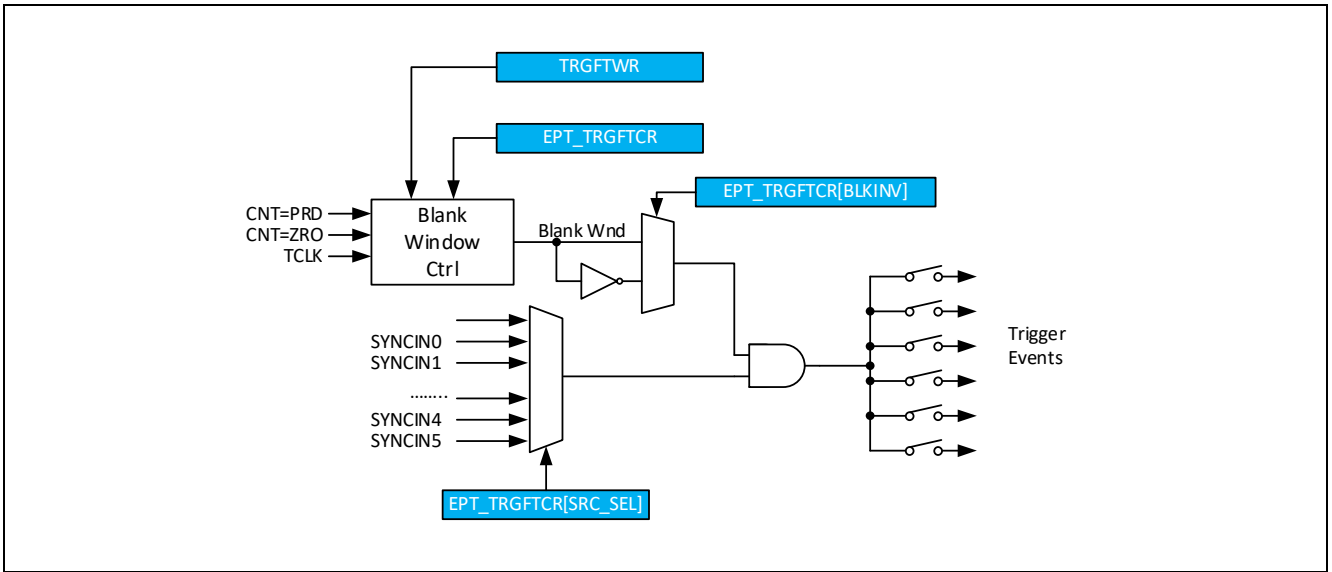 TRGFTWR
EPT_TRGFTCR
EPT_TRGFTCR[BLKINV]
CNT=PRD
CNT=ZRO
TCLK
Blank
Window
Ctrl
Blank Wnd
SYNCIN0
SYNCIN1
........
SYNCIN4
SYNCIN5
Trigger
Events
EPT_TRGFTCR[SRC_SEL]